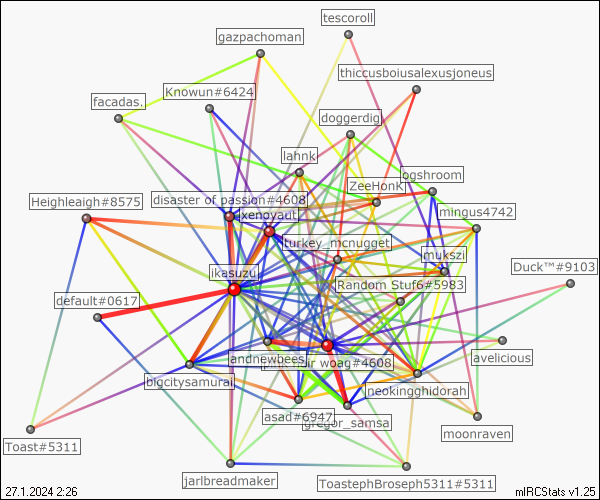 tescoroll
gazpachoman
thiccusboiusalexusjoneus
Knowun#6424
facadas.
doggerdig
lahnk
ogshroom
ZeeHonK
disaster of passion#4608
Heighleaigh#8575
xenoyaut
mingus4742
turkey_mcnugget
mukszi
ikasuzu
Duck™#9103
Random Stuf6#5983
default#0617
avelicious
andnewbees
sir woag#4608
bigcitysamurai
neokingghidorah
asad#6947
gregor_samsa
moonraven
Toast#5311
jarlbreadmaker
ToastephBroseph5311#5311
27.1.2024 2:26
mIRCStats v1.25